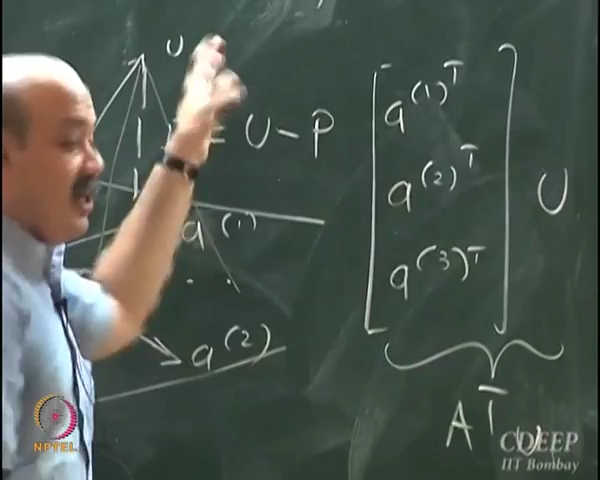 U
= U - P
a^(1)
a^(2)
[ a^(1)^T
a^(2)^T
a^(3)^T ] U
A^T U
NPTEL
CDEEP
IIT Bombay